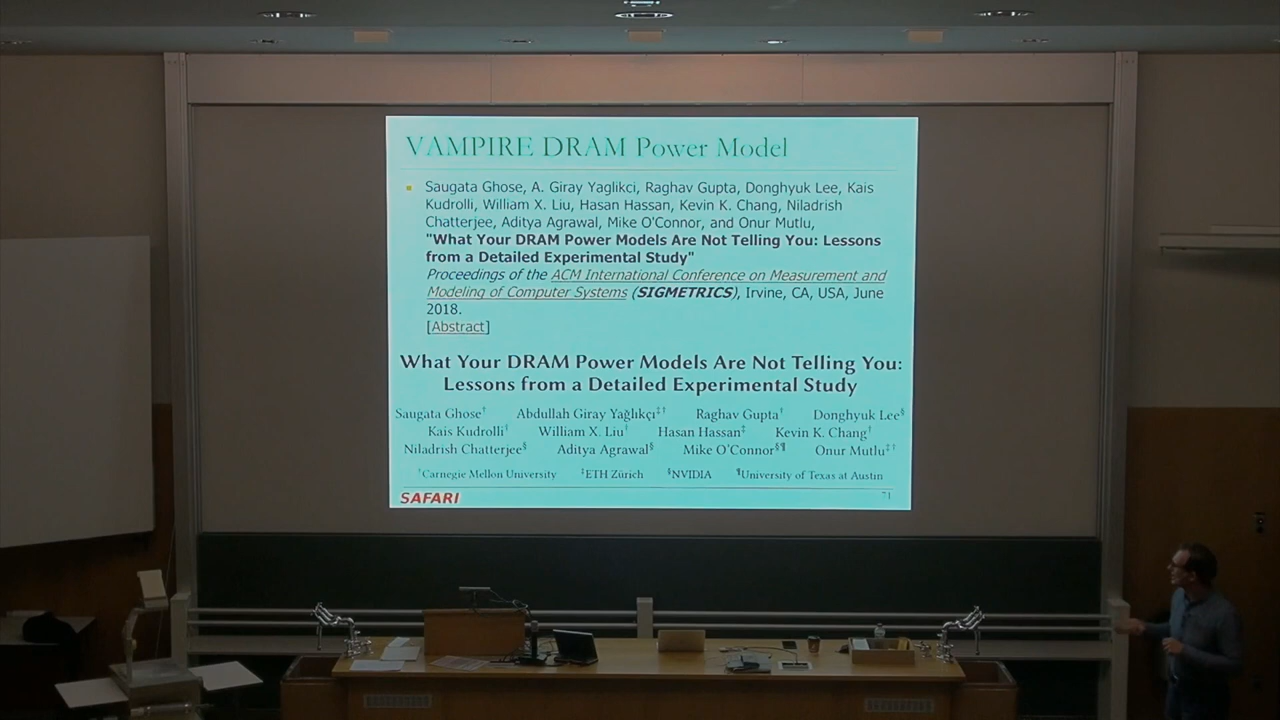 VAMPIRE DRAM Power Model
Saugata Ghose, A. Giray Yaglikci, Raghav Gupta, Donghyuk Lee, Kais
Kudrolli, William X. Liu, Hasan Hassan, Kevin K. Chang, Niladrish
Chatterjee, Aditya Agrawal, Mike O'Connor, and Onur Mutlu,
"What Your DRAM Power Models Are Not Telling You: Lessons
from a Detailed Experimental Study"
Proceedings of the ACM International Conference on Measurement and
Modeling of Computer Systems (SIGMETRICS), Irvine, CA, USA, June
2018.
[Abstract]
What Your DRAM Power Models Are Not Telling You:
Lessons from a Detailed Experimental Study
Saugata Ghose† Abdullah Giray Yağlıkçı‡† Raghav Gupta† Donghyuk Lee§
Kais Kudrolli† William X. Liu† Hasan Hassan‡ Kevin K. Chang†
Niladrish Chatterjee§ Aditya Agrawal§ Mike O'Connor§¶ Onur Mutlu‡†
†Carnegie Mellon University ‡ETH Zürich §NVIDIA ¶University of Texas at Austin
SAFARI 71